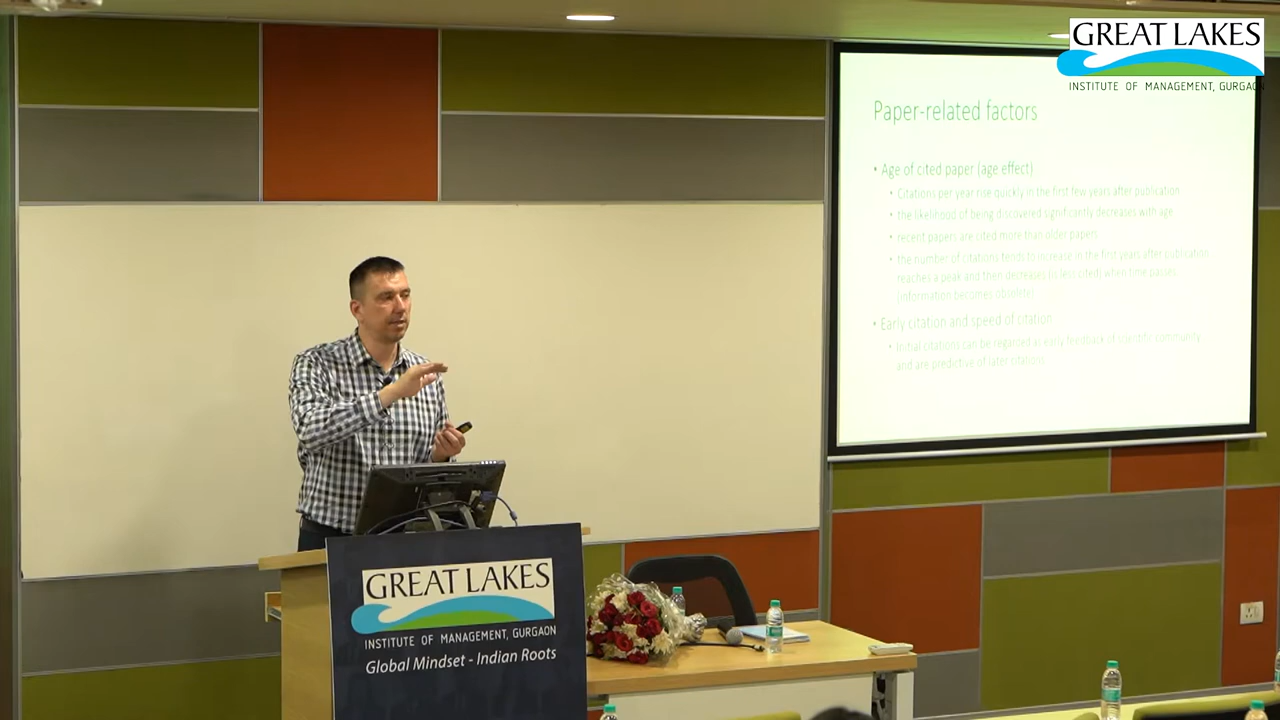 GREAT LAKES
INSTITUTE OF MANAGEMENT, GURGAON
Paper-related factors
• Age of cited paper (age effect)
• Citations per year rise quickly in the first few years after publication
• the likelihood of being discovered significantly decreases with age
• recent papers are cited more than older papers
• the number of citations tends to increase in the first years after publication
reaches a peak and then decreases (is less cited) when time passes
(information becomes obsolete)
• Early citation and speed of citation
• Initial citations can be regarded as early feedback of scientific community
and are predictive of later citations
GREAT LAKES
INSTITUTE OF MANAGEMENT, GURGAON
Global Mindset - Indian Roots